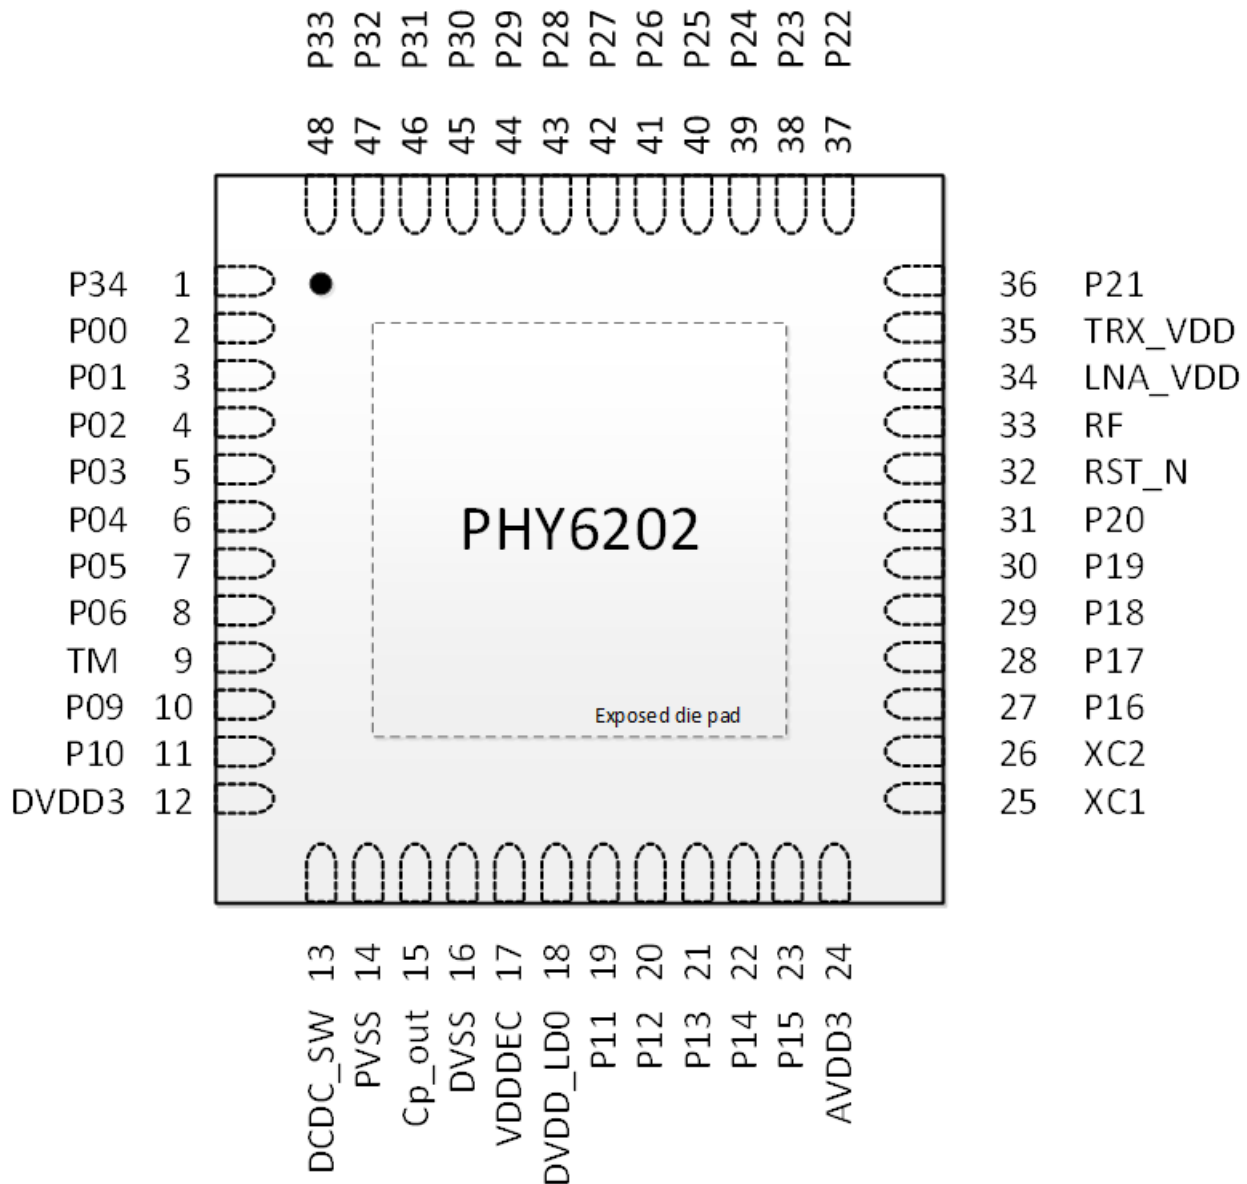 P33 P32 P31 P30 P29 P28 P27 P26 P25 P24 P23 P22
48 47 46 45 44 43 42 41 40 39 38 37
P34 1 36 P21
P00 2 35 TRX_VDD
P01 3 34 LNA_VDD
P02 4 33 RF
P03 5 32 RST_N
P04 6 31 P20
PHY6202
P05 7 30 P19
P06 8 29 P18
TM 9 28 P17
P09 10 27 P16
Exposed die pad
P10 11 26 XC2
DVDD3 12 25 XC1
13 14 15 16 17 18 19 20 21 22 23 24
DCDC_SW PVSS Cp_out DVSS VDDDEC DVDD_LD0 P11 P12 P13 P14 P15 AVDD3